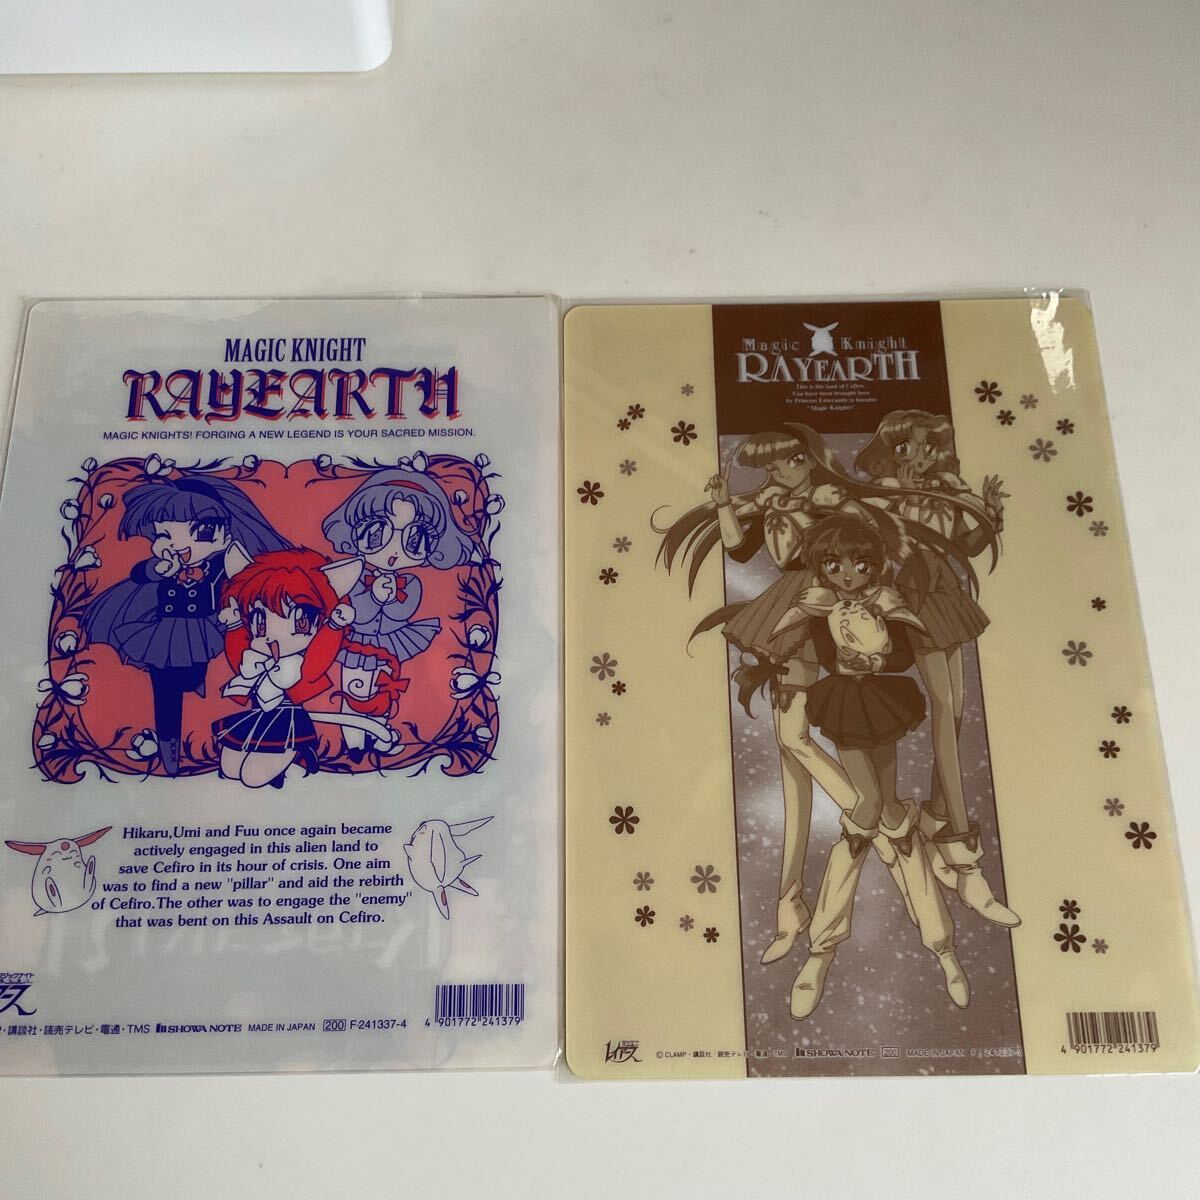 MAGIC KNIGHT
RAYEARTH
MAGIC KNIGHTS! FORGING A NEW LEGEND IS YOUR SACRED MISSION.
Hikaru,Umi and Fuu once again became
actively engaged in this alien land to
save Cefiro in its hour of crisis. One aim
was to find a new "pillar" and aid the rebirth
of Cefiro.The other was to engage the "enemy"
that was bent on this Assault on Cefiro.
・講談社・読売テレビ・電通・TMS SHOWA NOTE MADE IN JAPAN 200 F-241337-4
4 901772 241379
Magic Knight
RAYEARTH
This is the land of Cefiro.
You have been brought here
by Princess Emeraude to become
"Magic Knights"
レイアース
© CLAMP・講談社・読売テレビ・電通・TMS SHOWA NOTE 200 MADE IN JAPAN
4 901772 241379